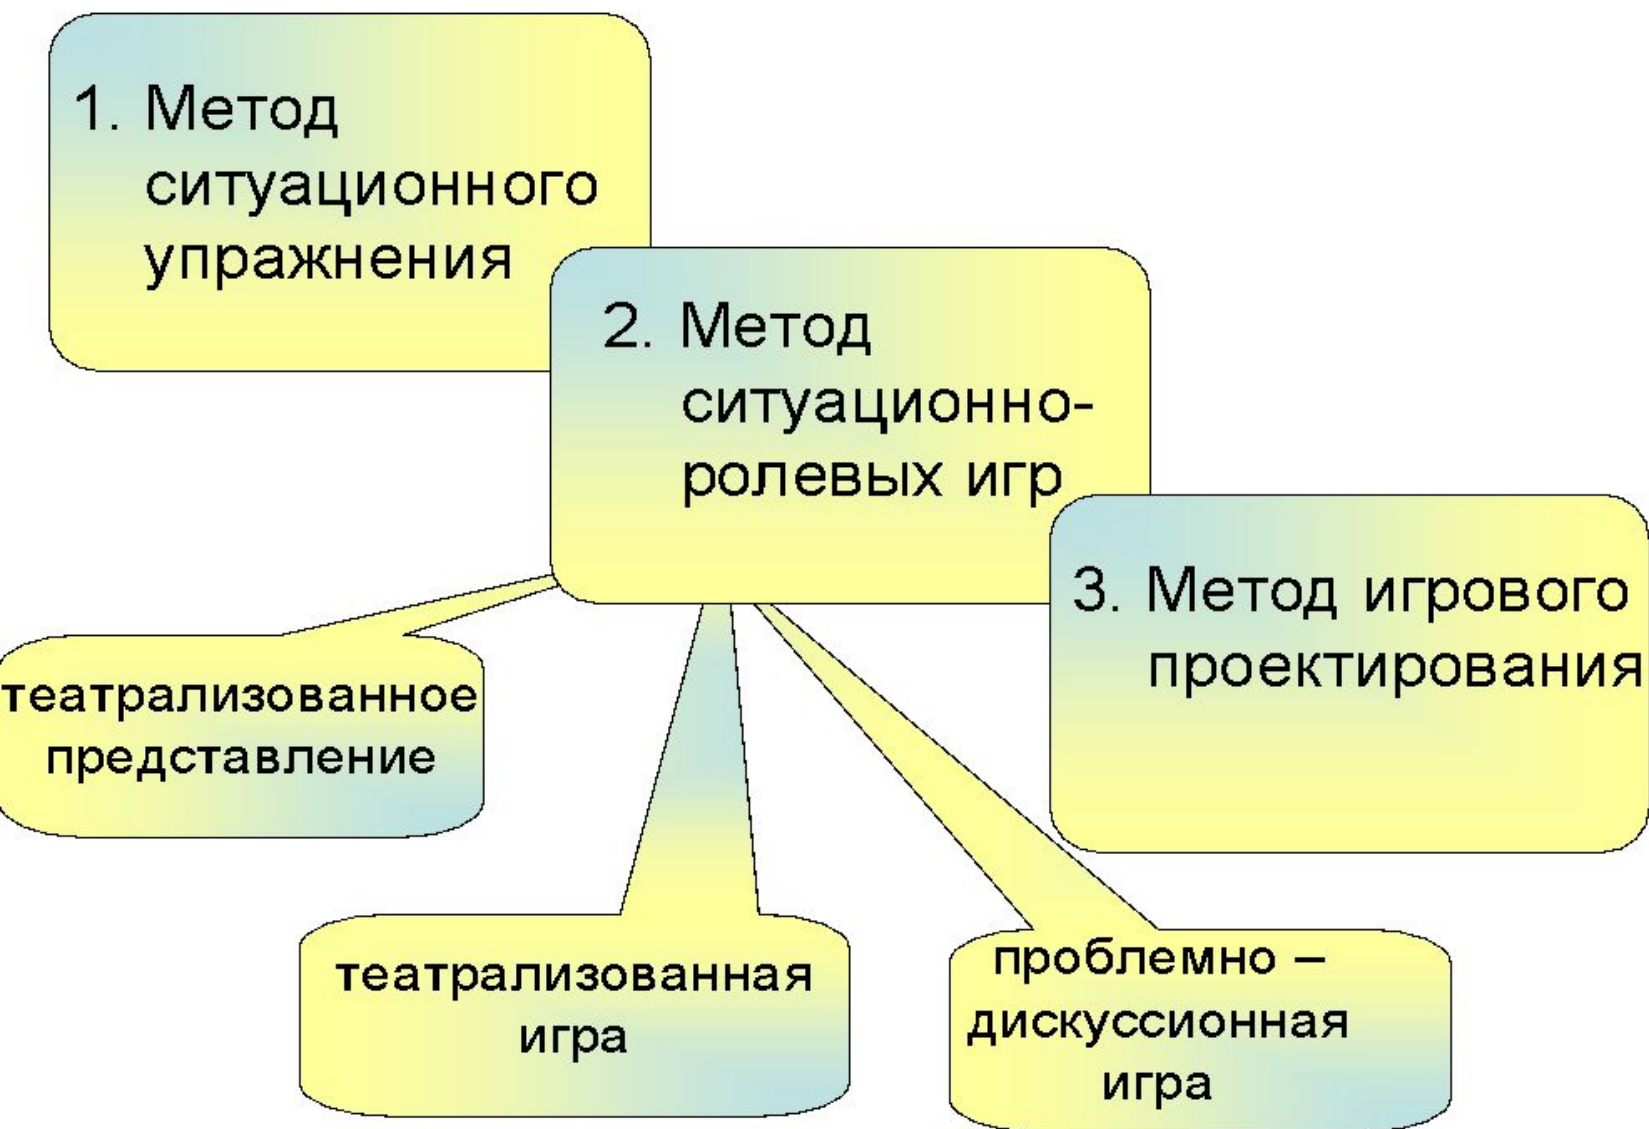 1. Метод
ситуационного
упражнения
2. Метод
ситуационно-
ролевых игр
3. Метод игрового
проектирования
театрализованное
представление
театрализованная
игра
проблемно –
дискуссионная
игра